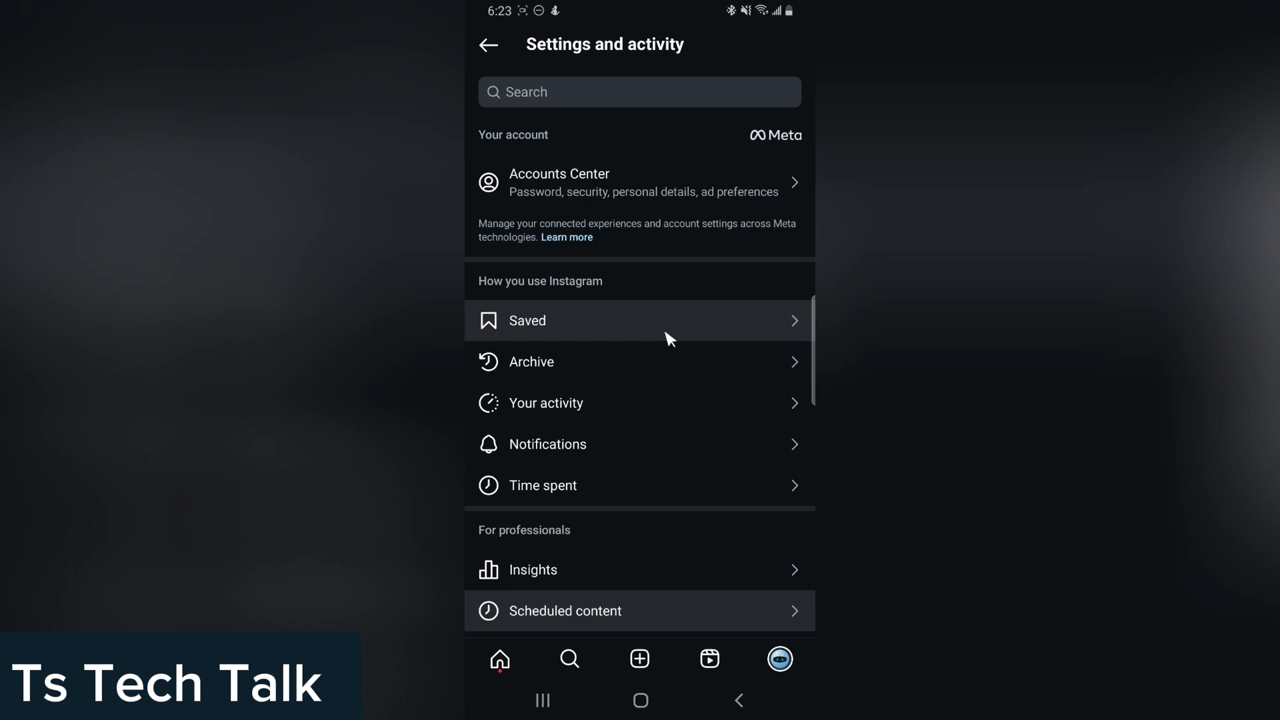 6:23
Settings and activity
Search
Your account
Meta
Accounts Center
Password, security, personal details, ad preferences
Manage your connected experiences and account settings across Meta
technologies. Learn more
How you use Instagram
Saved
Archive
Your activity
Notifications
Time spent
For professionals
Insights
Scheduled content
Ts Tech Talk